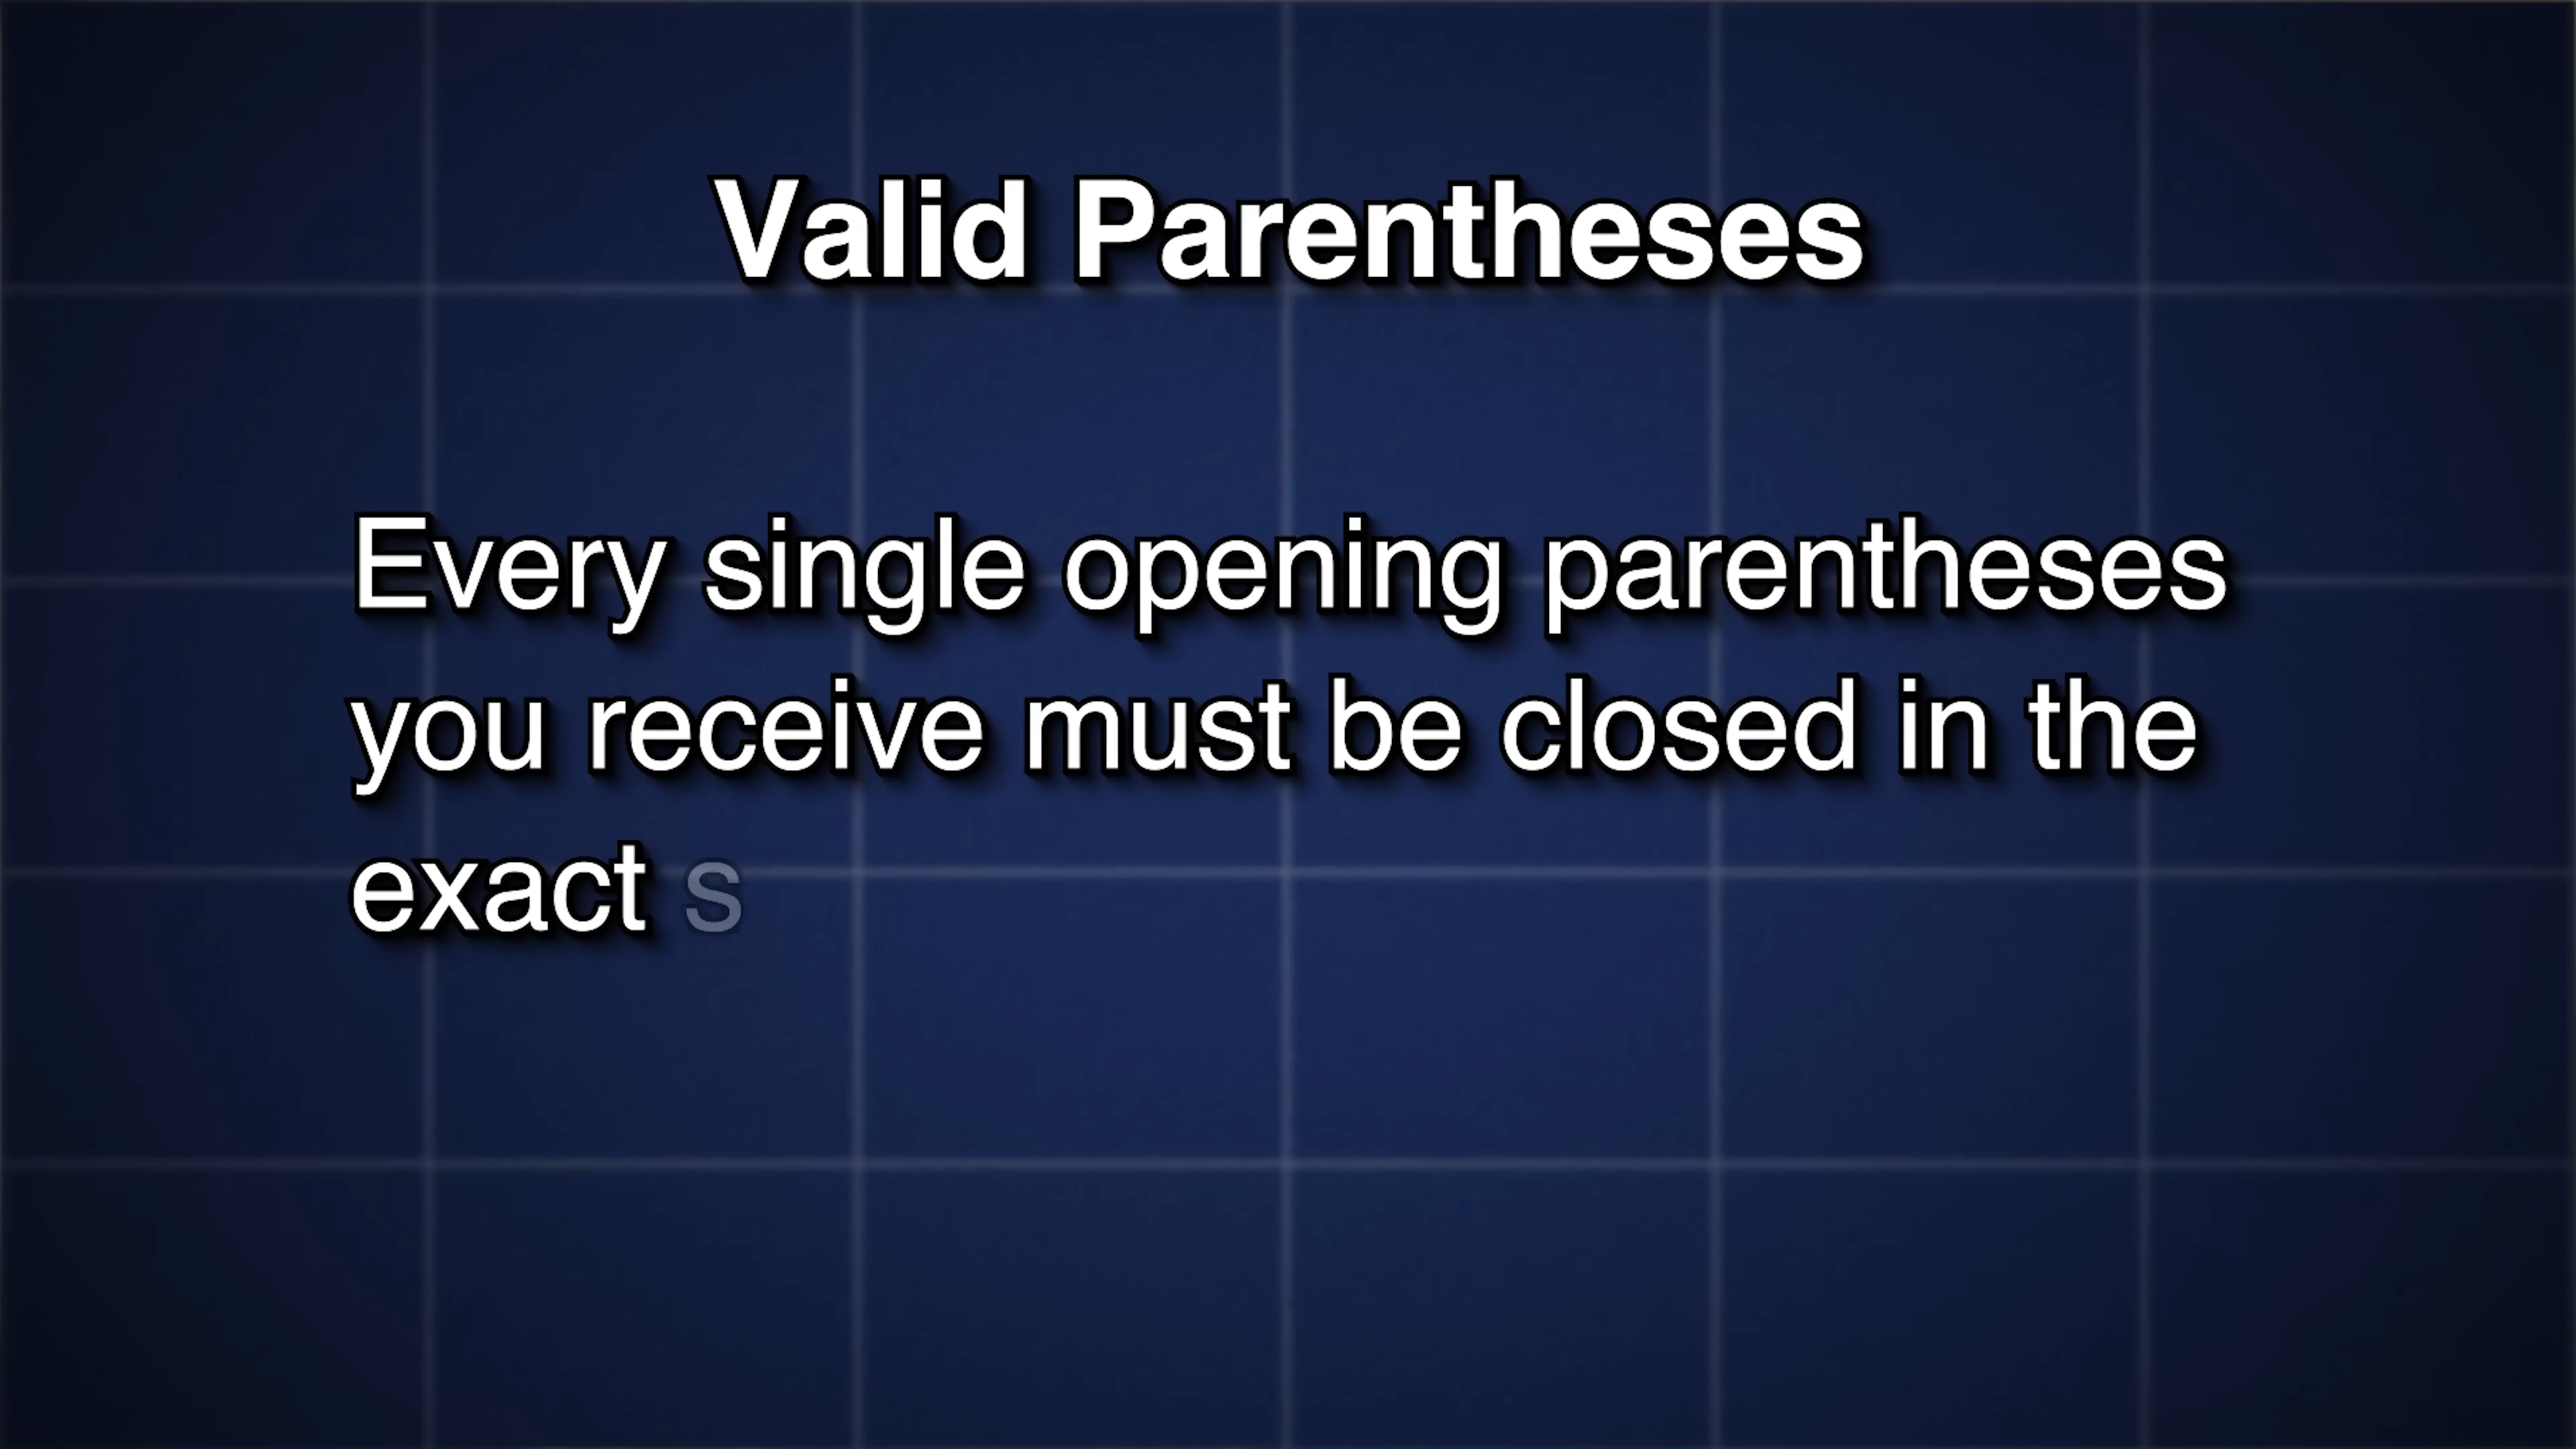 Valid Parentheses
Every single opening parentheses
you receive must be closed in the
exact s